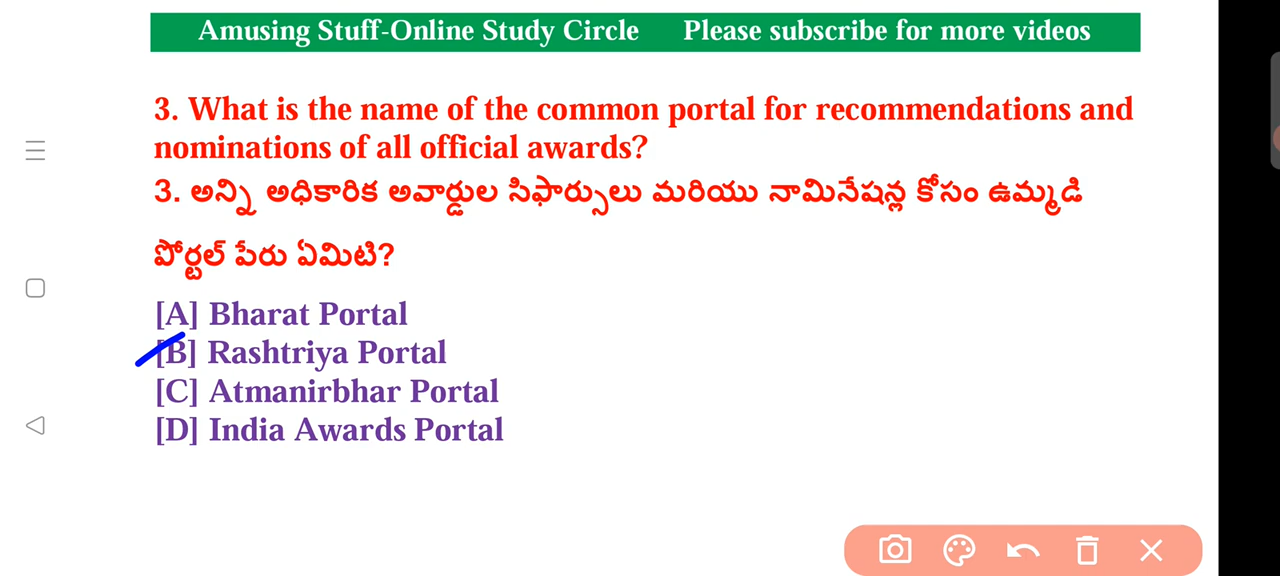 Amusing Stuff-Online Study Circle Please subscribe for more videos
3. What is the name of the common portal for recommendations and
nominations of all official awards?
3. అన్ని అధికారిక అవార్డుల సిఫార్సులు మరియు నామినేషన్ల కోసం ఉమ్మడి
పోర్టల్ పేరు ఏమిటి?
[A] Bharat Portal
[B] Rashtriya Portal
[C] Atmanirbhar Portal
[D] India Awards Portal